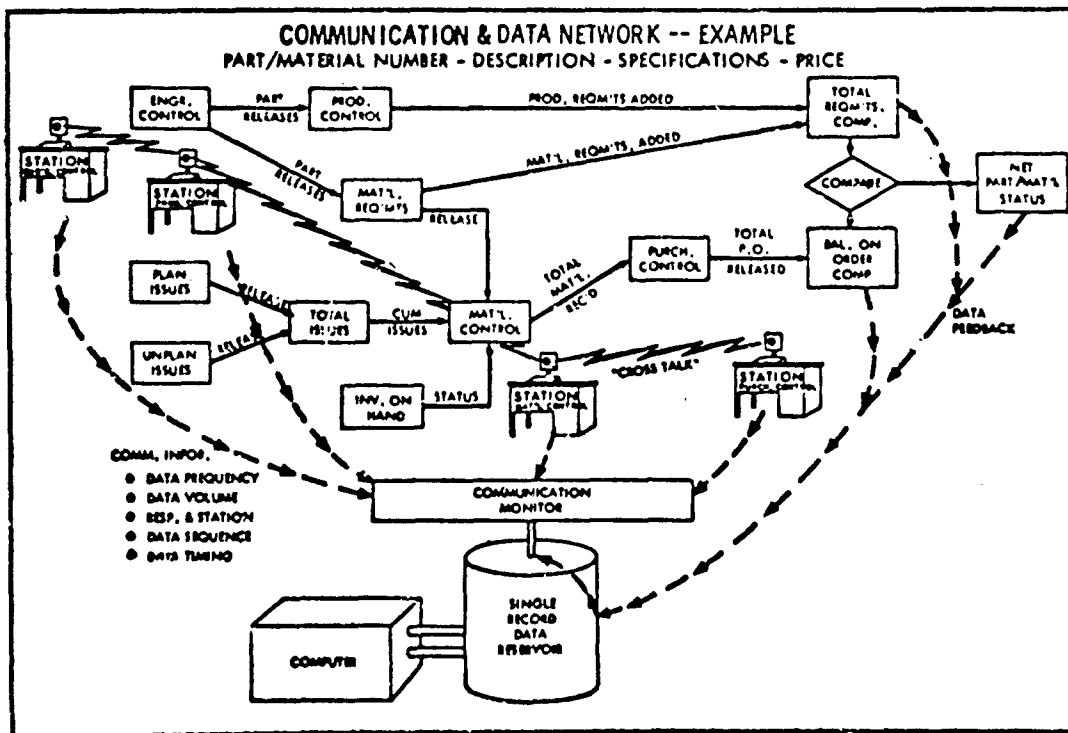 COMMUNICATION & DATA NETWORK -- EXAMPLE
PART/MATERIAL NUMBER - DESCRIPTION - SPECIFICATIONS - PRICE
ENGR.
CONTROL
PART
RELEASES
PROD.
CONTROL
PROD. REQM'TS ADDED
TOTAL
REQM'TS.
COMP.
STATION
STATION
PART
RELEASES
MAT'L.
REQM'TS
MAT'L. REQM'TS. ADDED
RELEASE
COMPARE
NET
PART/MAT'L
STATUS
PLAN.
ISSUES
RELEASE
UNPLAN
ISSUES
RELEASE
TOTAL
ISSUES
CUM
ISSUES
MAT'L.
CONTROL
TOTAL
MAT'L.
REC'D
PURCH.
CONTROL
TOTAL
P.O.
RELEASED
BAL. ON
ORDER
COMP
DATA
FEEDBACK
INV. ON
HAND
STATUS
STATION
MAT'L CONTROL
"CROSS TALK"
STATION
PURCH. CONTROL
COMM. INFOR.
• DATA FREQUENCY
• DATA VOLUME
• RESP. & STATION
• DATA SEQUENCE
• DATA TIMING
COMMUNICATION
MONITOR
SINGLE
RECORD
DATA
RESERVOIR
COMPUTER